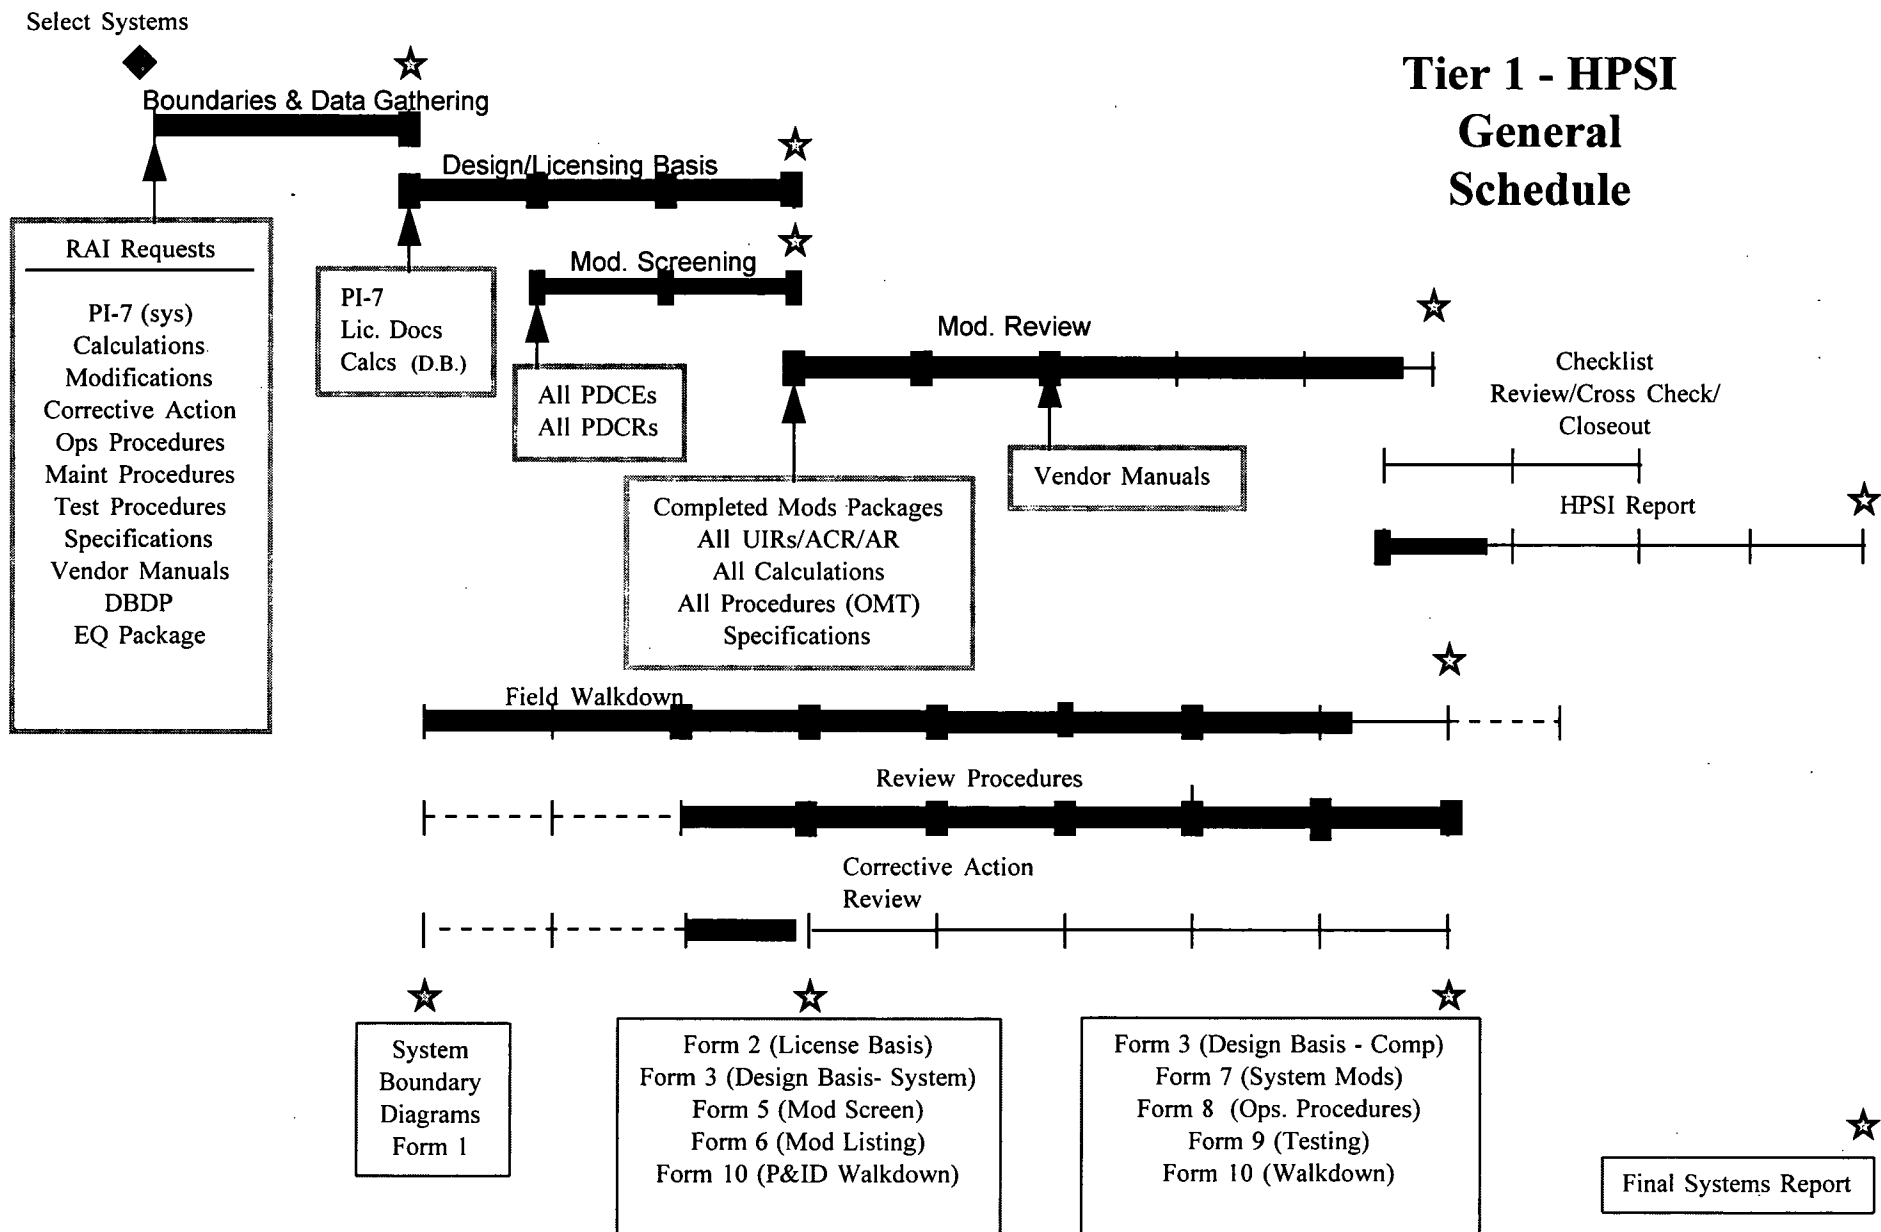 Select Systems
Tier 1 - HPSI
General
Schedule
Boundaries & Data Gathering
Design/Licensing Basis
Mod. Screening
Mod. Review
RAI Requests
PI-7 (sys)
Calculations
Modifications
Corrective Action
Ops Procedures
Maint Procedures
Test Procedures
Specifications
Vendor Manuals
DBDP
EQ Package
PI-7
Lic. Docs
Calcs (D.B.)
All PDCEs
All PDCRs
Completed Mods Packages
All UIRs/ACR/AR
All Calculations
All Procedures (OMT)
Specifications
Vendor Manuals
Checklist
Review/Cross Check/
Closeout
HPSI Report
Field Walkdown
Review Procedures
Corrective Action
Review
System
Boundary
Diagrams
Form 1
Form 2 (License Basis)
Form 3 (Design Basis- System)
Form 5 (Mod Screen)
Form 6 (Mod Listing)
Form 10 (P&ID Walkdown)
Form 3 (Design Basis - Comp)
Form 7 (System Mods)
Form 8 (Ops. Procedures)
Form 9 (Testing)
Form 10 (Walkdown)
Final Systems Report